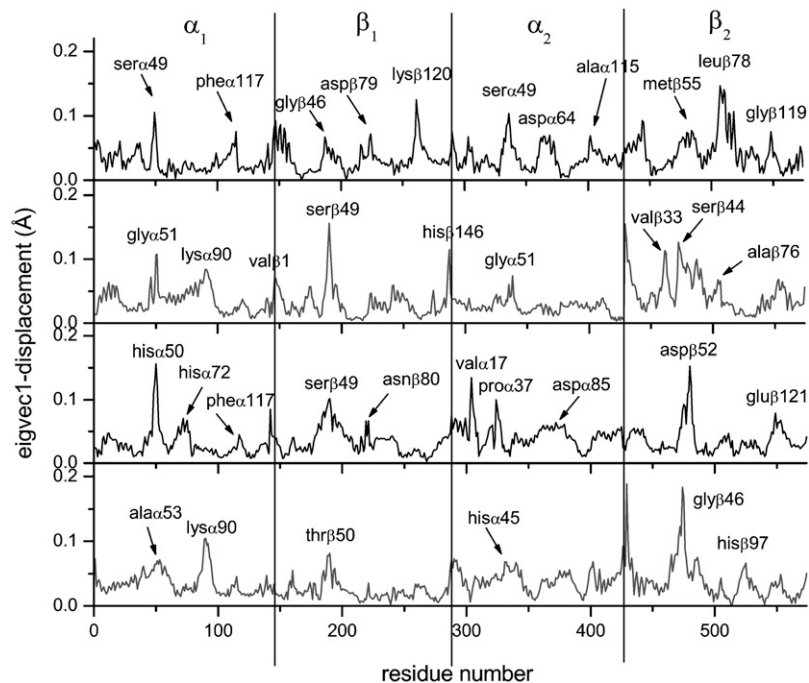 α₁ β₁ α₂ β₂
0.2
serα49 pheα117 glyβ46 aspβ79 lysβ120 serα49 aspα64 alaα115 metβ55 leuβ78 glyβ119
0.1
0.0
0.2
glyα51 lysα90 valβ1 serβ49 hisβ146 glyα51 valβ33 serβ44 alaβ76
0.1
0.0
0.2
hisα50 hisα72 pheα117 serβ49 asnβ80 valα17 proα37 aspα85 aspβ52 gluβ121
0.1
0.0
0.2
alaα53 lysα90 thrβ50 hisα45 glyβ46 hisβ97
0.1
0.0
0 100 200 300 400 500
eigvec1-displacement (Å)
residue number